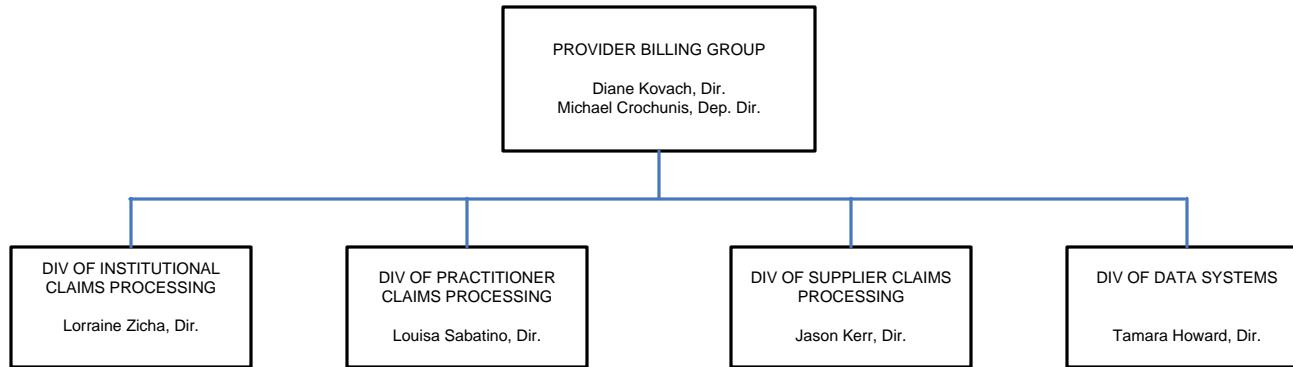 PROVIDER BILLING GROUP
Diane Kovach, Dir.
Michael Crochunis, Dep. Dir.
DIV OF INSTITUTIONAL
CLAIMS PROCESSING
Lorraine Zicha, Dir.
DIV OF PRACTITIONER
CLAIMS PROCESSING
Louisa Sabatino, Dir.
DIV OF SUPPLIER CLAIMS
PROCESSING
Jason Kerr, Dir.
DIV OF DATA SYSTEMS
Tamara Howard, Dir.